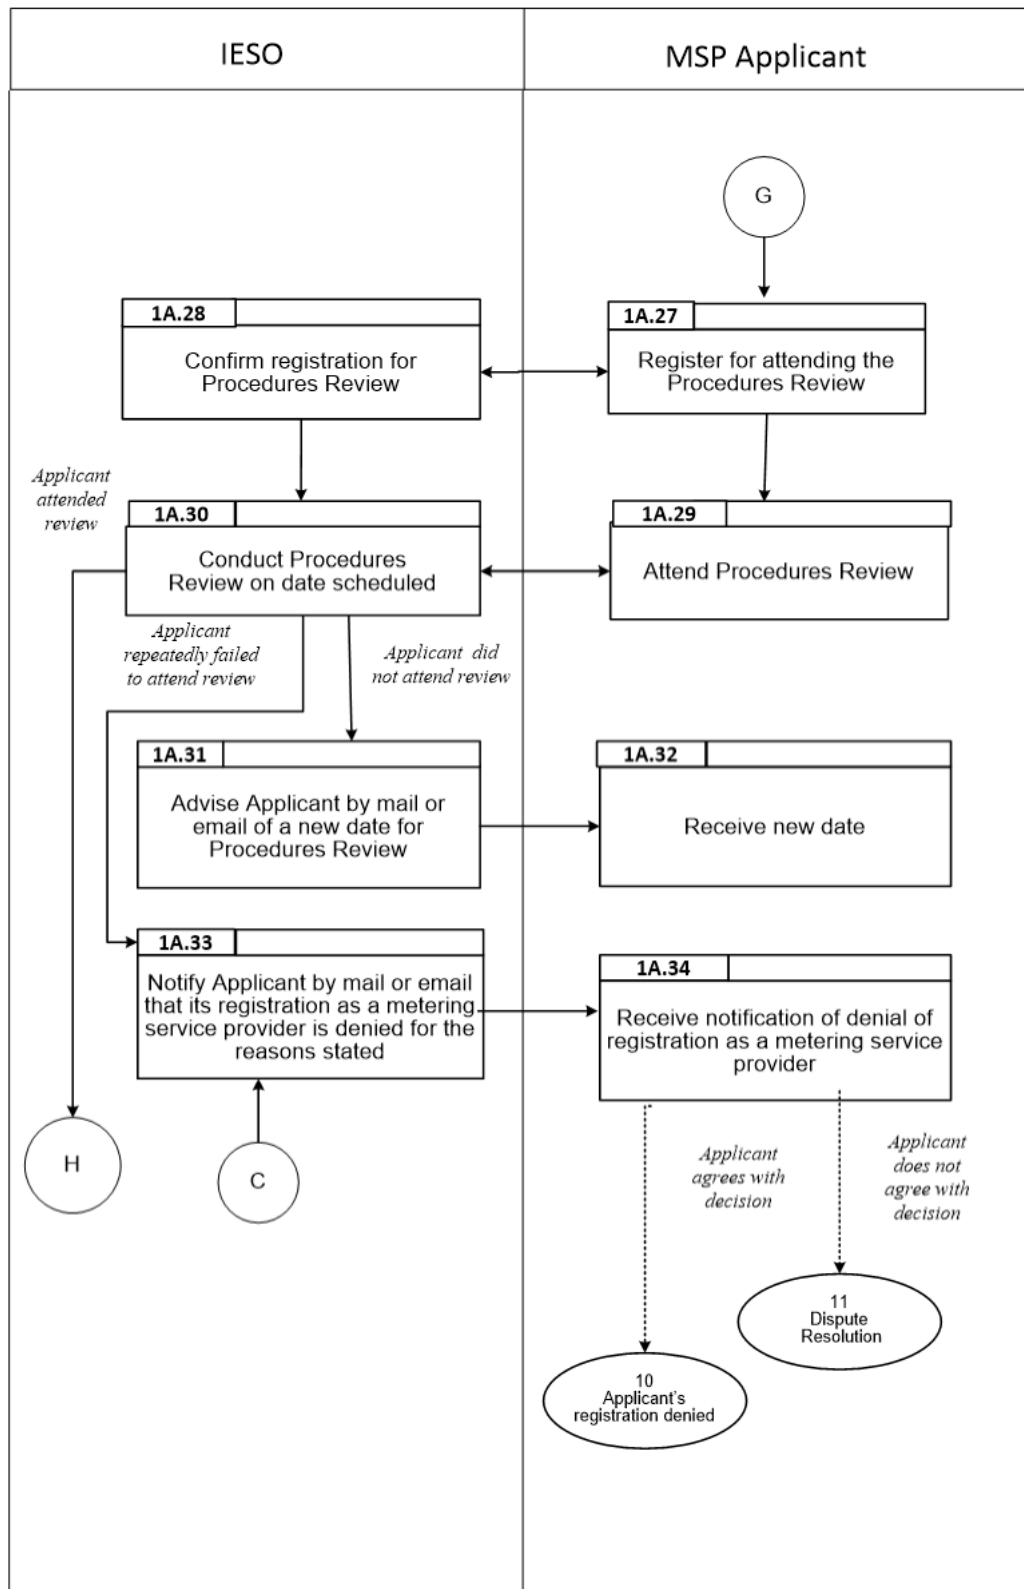 IESO
MSP Applicant
G
1A.28
Confirm registration for
Procedures Review
1A.27
Register for attending the
Procedures Review
Applicant
attended
review
1A.30
Conduct Procedures
Review on date scheduled
1A.29
Attend Procedures Review
Applicant
repeatedly failed
to attend review
Applicant did
not attend review
1A.31
Advise Applicant by mail or
email of a new date for
Procedures Review
1A.32
Receive new date
1A.33
Notify Applicant by mail or email
that its registration as a metering
service provider is denied for the
reasons stated
1A.34
Receive notification of denial of
registration as a metering service
provider
H
C
Applicant
agrees with
decision
Applicant
does not
agree with
decision
11
Dispute
Resolution
10
Applicant's
registration denied